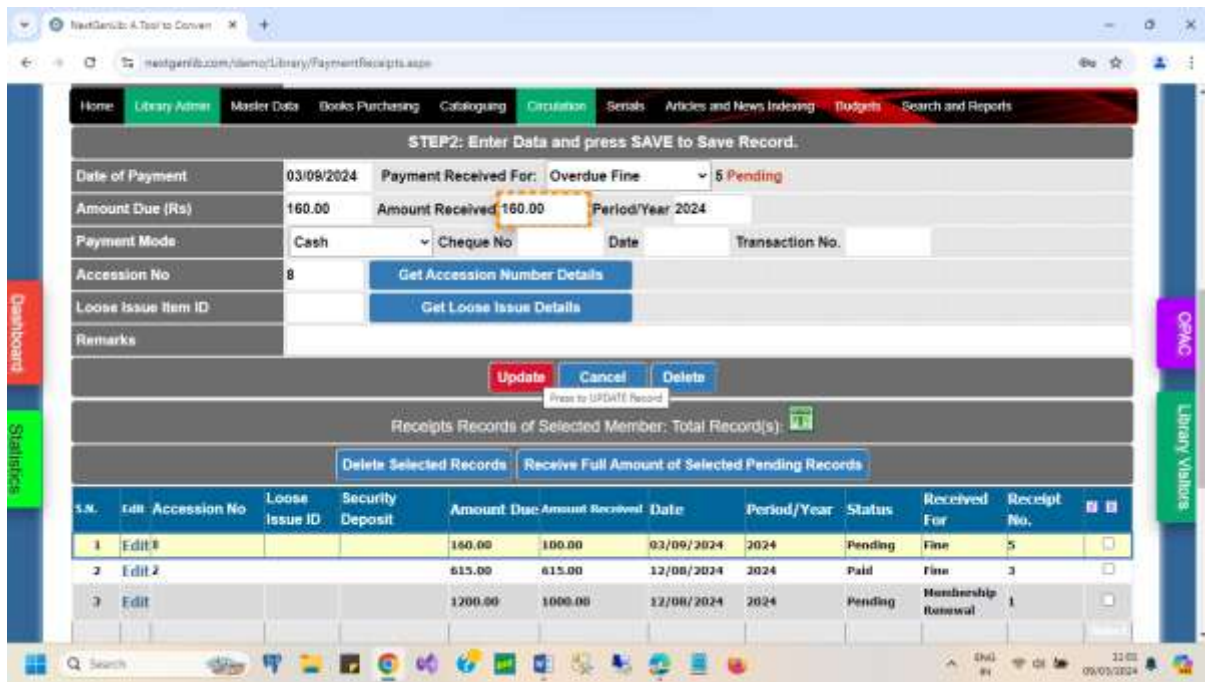 NextGenLib: A Tool to Conver
nextgenlib.com/demo/Library/PaymentReceipts.aspx
Home Library Admin Master Data Books Purchasing Cataloguing Circulation Serials Articles and News Indexing Budgets Search and Reports
STEP2: Enter Data and press SAVE to Save Record.
Date of Payment 03/09/2024 Payment Received For: Overdue Fine 5 Pending
Amount Due (Rs) 160.00 Amount Received 160.00 Period/Year 2024
Payment Mode Cash Cheque No Date Transaction No.
Accession No 8 Get Accession Number Details
Loose Issue Item ID Get Loose Issue Details
Remarks
Update Cancel Delete
Press to UPDATE Record
Receipts Records of Selected Member: Total Record(s):
Delete Selected Records Receive Full Amount of Selected Pending Records
S.N. Edit Accession No Loose Issue ID Security Deposit Amount Due Amount Received Date Period/Year Status Received For Receipt No.
1 Edit 8 160.00 100.00 03/09/2024 2024 Pending Fine 5
2 Edit 2 615.00 615.00 12/08/2024 2024 Paid Fine 3
3 Edit 1200.00 1000.00 12/08/2024 2024 Pending Membership Renewal 1
Dashboard
Statistics
OPAC
Library Visitors
Search
ENG
IN